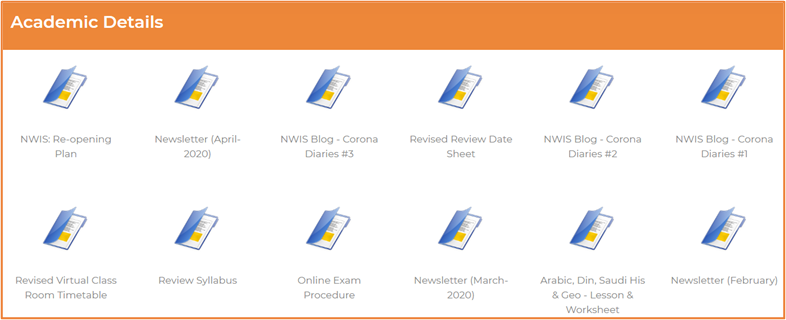 Academic Details
NWIS: Re-opening
Plan
Newsletter (April-
2020)
NWIS Blog - Corona
Diaries #3
Revised Review Date
Sheet
NWIS Blog - Corona
Diaries #2
NWIS Blog - Corona
Diaries #1
Revised Virtual Class
Room Timetable
Review Syllabus
Online Exam
Procedure
Newsletter (March-
2020)
Arabic, Din, Saudi His
& Geo - Lesson &
Worksheet
Newsletter (February)